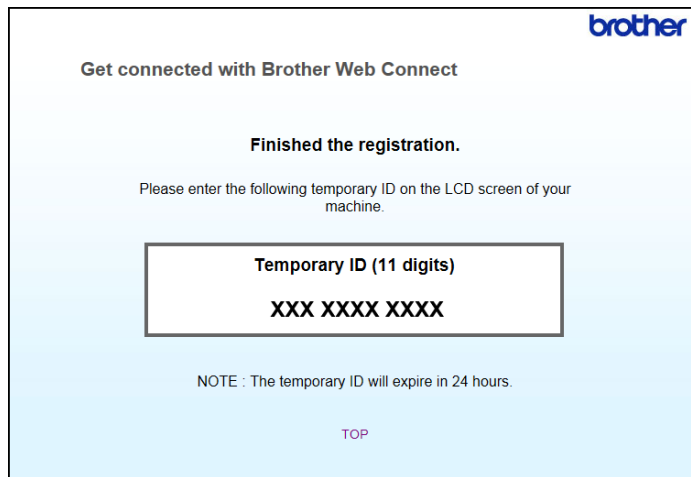 brother
Get connected with Brother Web Connect
Finished the registration.
Please enter the following temporary ID on the LCD screen of your
machine.
Temporary ID (11 digits)
XXX XXXX XXXX
NOTE : The temporary ID will expire in 24 hours.
TOP